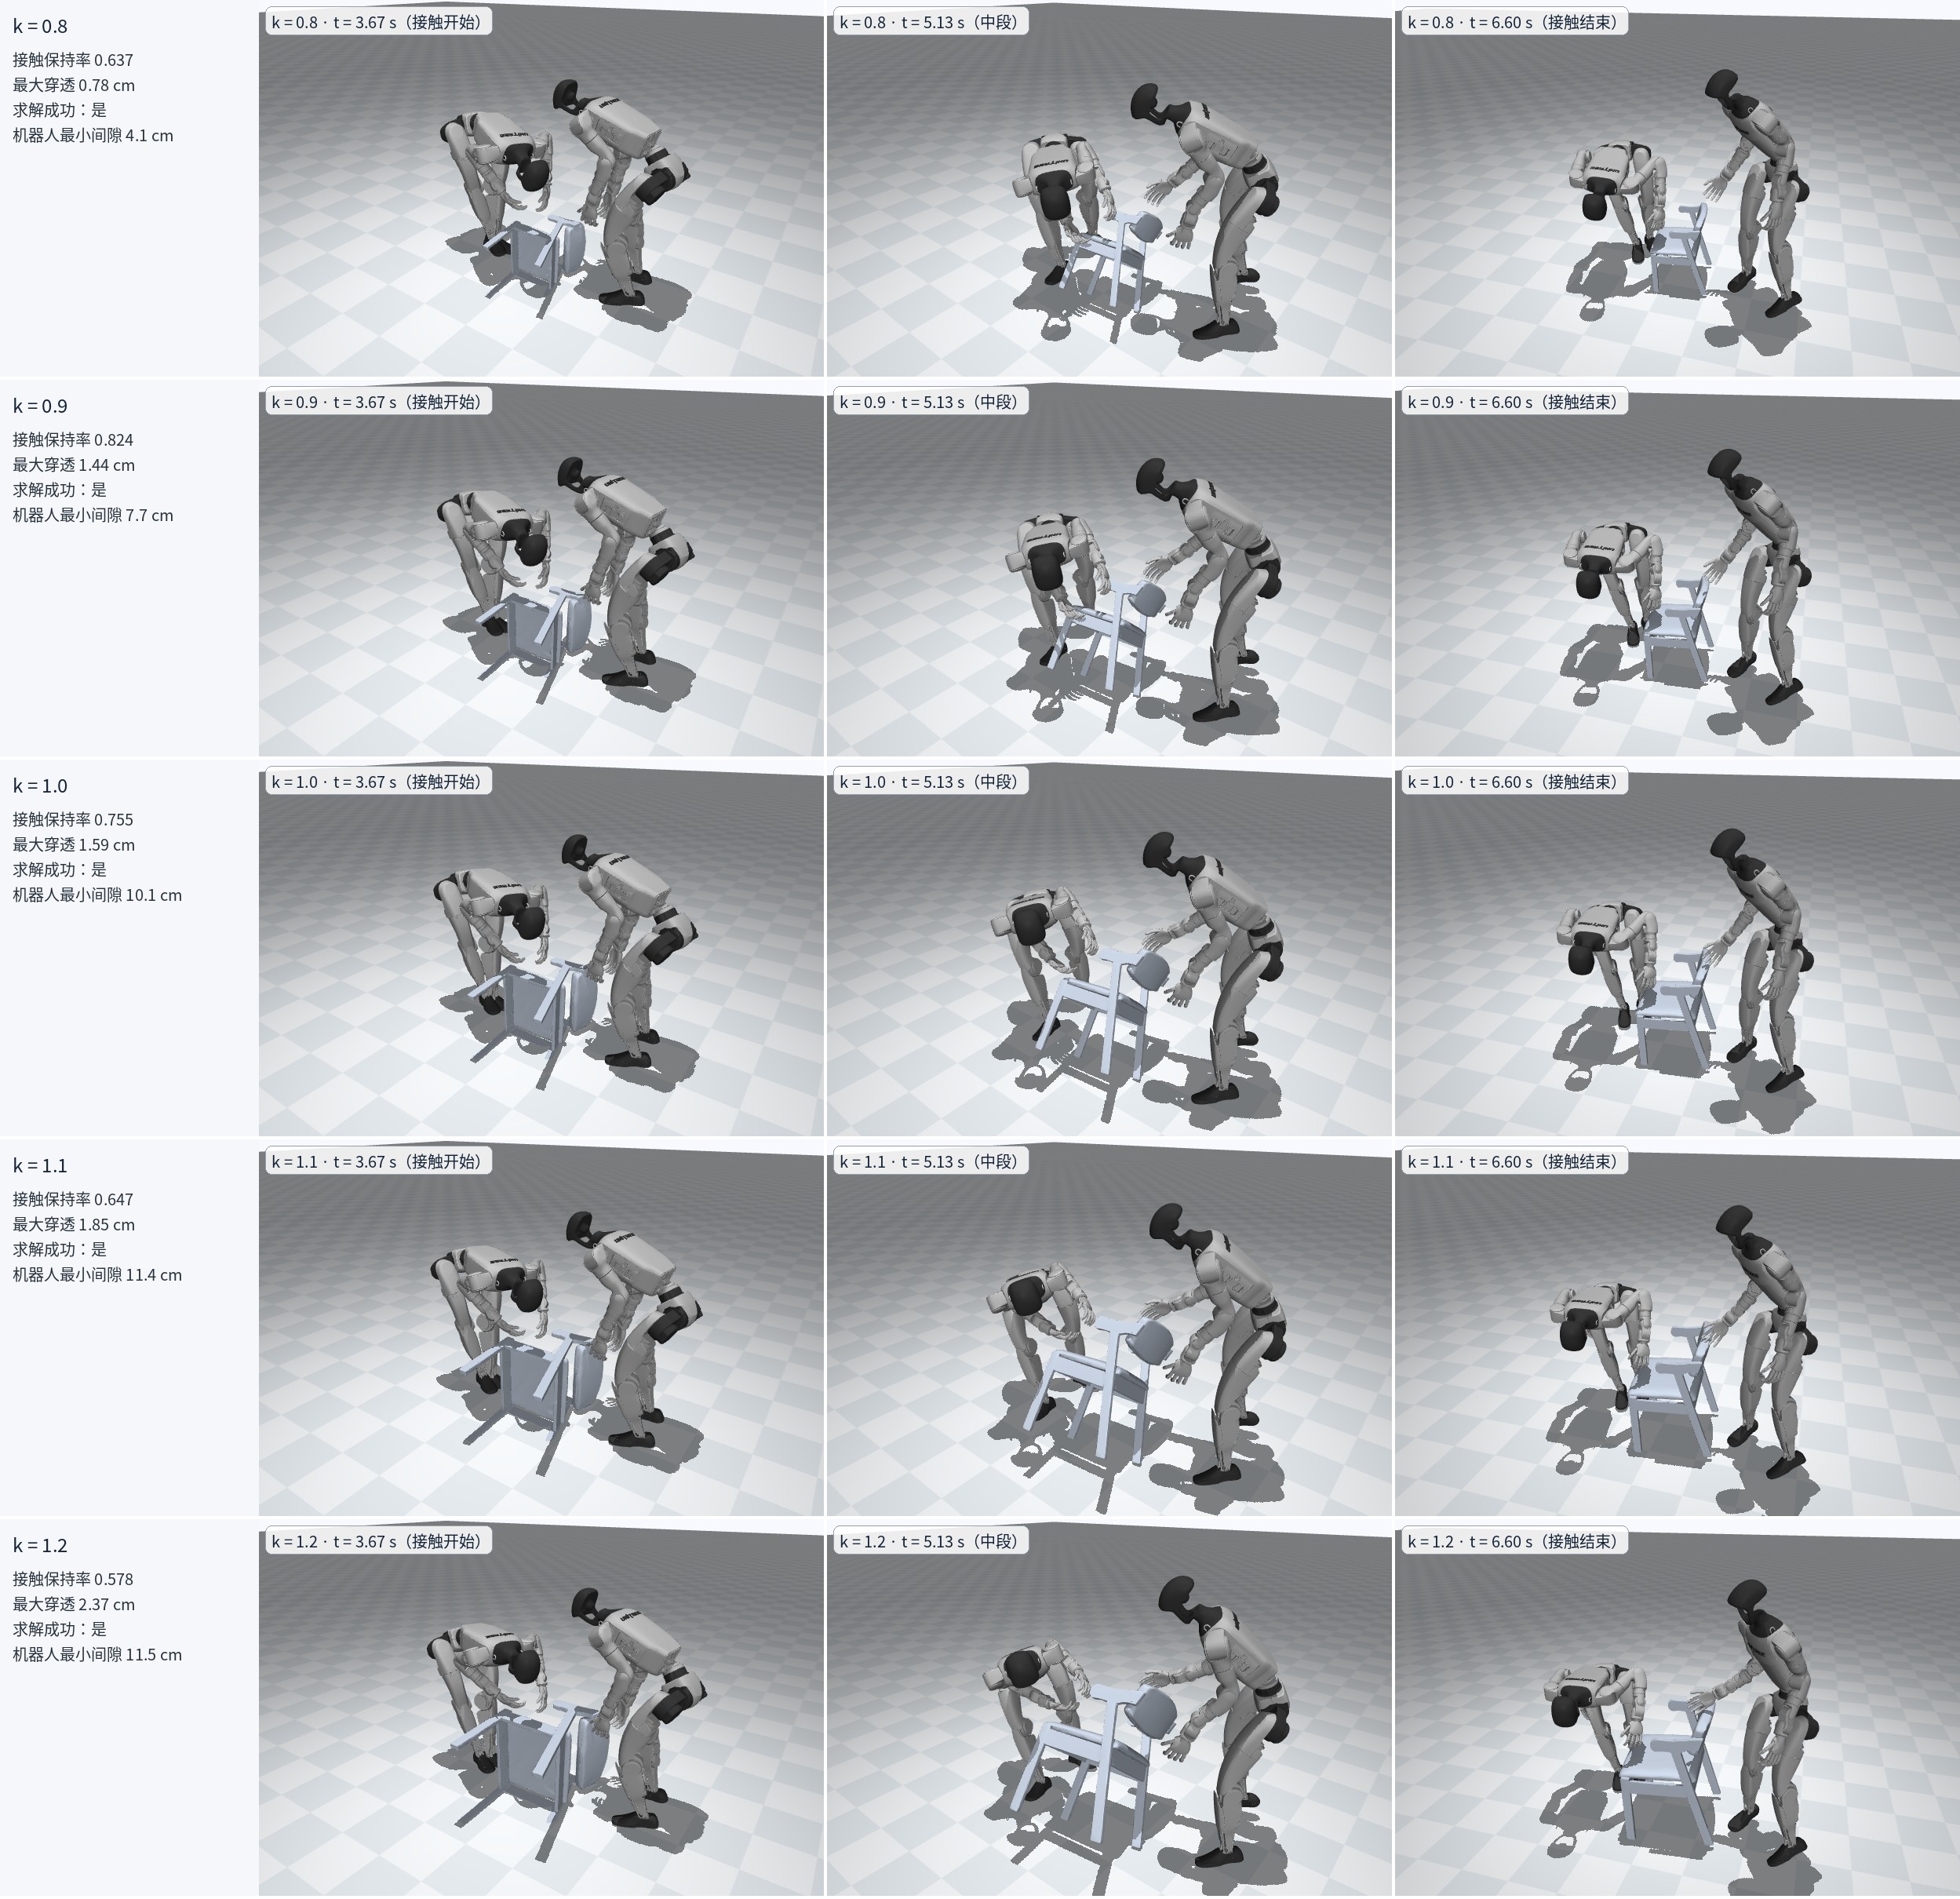 k = 0.8
接触保持率 0.637
最大穿透 0.78 cm
求解成功：是
机器人最小间隙 4.1 cm
k = 0.8 · t = 3.67 s（接触开始）
k = 0.8 · t = 5.13 s（中段）
k = 0.8 · t = 6.60 s（接触结束）
k = 0.9
接触保持率 0.824
最大穿透 1.44 cm
求解成功：是
机器人最小间隙 7.7 cm
k = 0.9 · t = 3.67 s（接触开始）
k = 0.9 · t = 5.13 s（中段）
k = 0.9 · t = 6.60 s（接触结束）
k = 1.0
接触保持率 0.755
最大穿透 1.59 cm
求解成功：是
机器人最小间隙 10.1 cm
k = 1.0 · t = 3.67 s（接触开始）
k = 1.0 · t = 5.13 s（中段）
k = 1.0 · t = 6.60 s（接触结束）
k = 1.1
接触保持率 0.647
最大穿透 1.85 cm
求解成功：是
机器人最小间隙 11.4 cm
k = 1.1 · t = 3.67 s（接触开始）
k = 1.1 · t = 5.13 s（中段）
k = 1.1 · t = 6.60 s（接触结束）
k = 1.2
接触保持率 0.578
最大穿透 2.37 cm
求解成功：是
机器人最小间隙 11.5 cm
k = 1.2 · t = 3.67 s（接触开始）
k = 1.2 · t = 5.13 s（中段）
k = 1.2 · t = 6.60 s（接触结束）